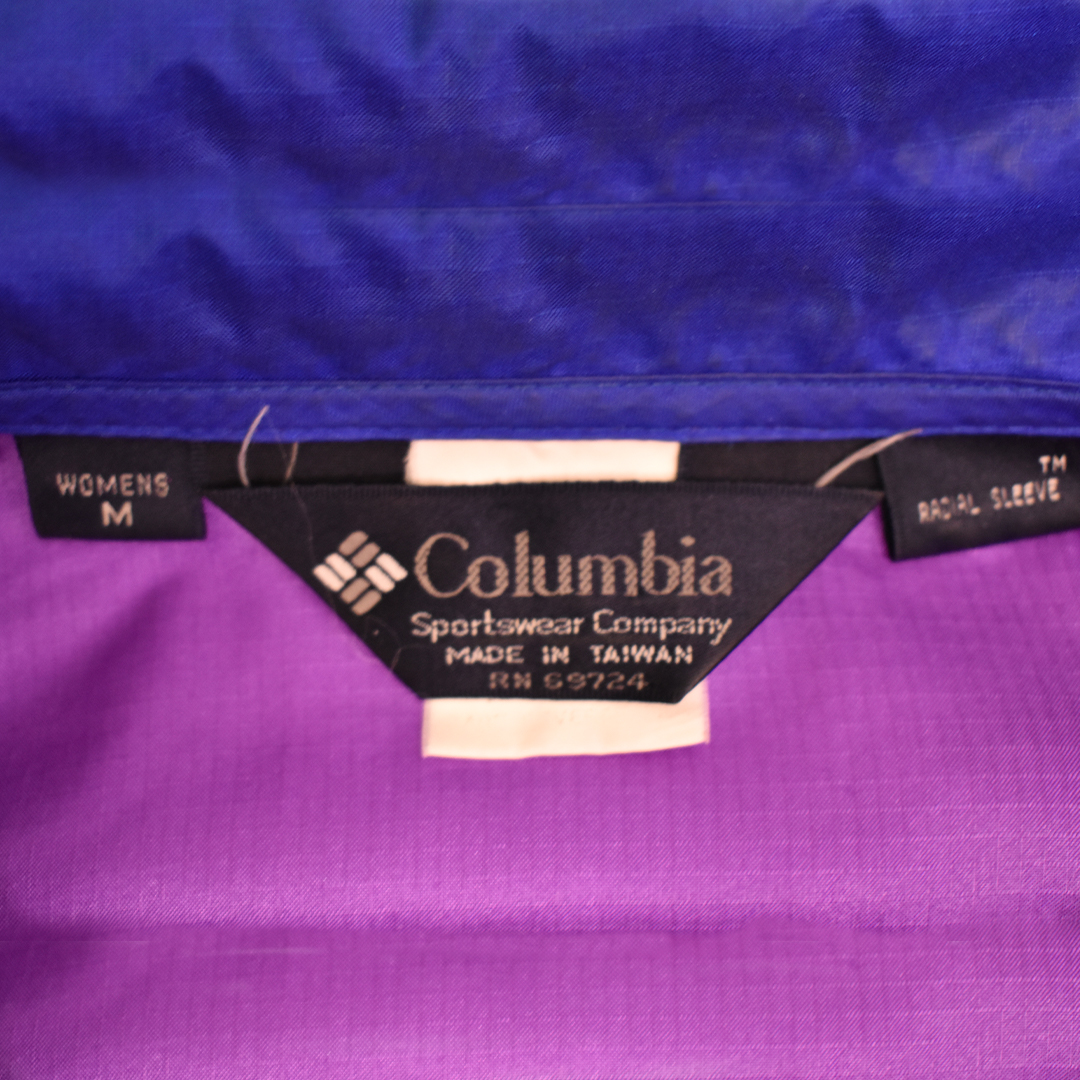 WOMENS
M
Columbia
Sportswear Company
MADE IN TAIWAN
RN 69724
TM
RADIAL SLEEVE